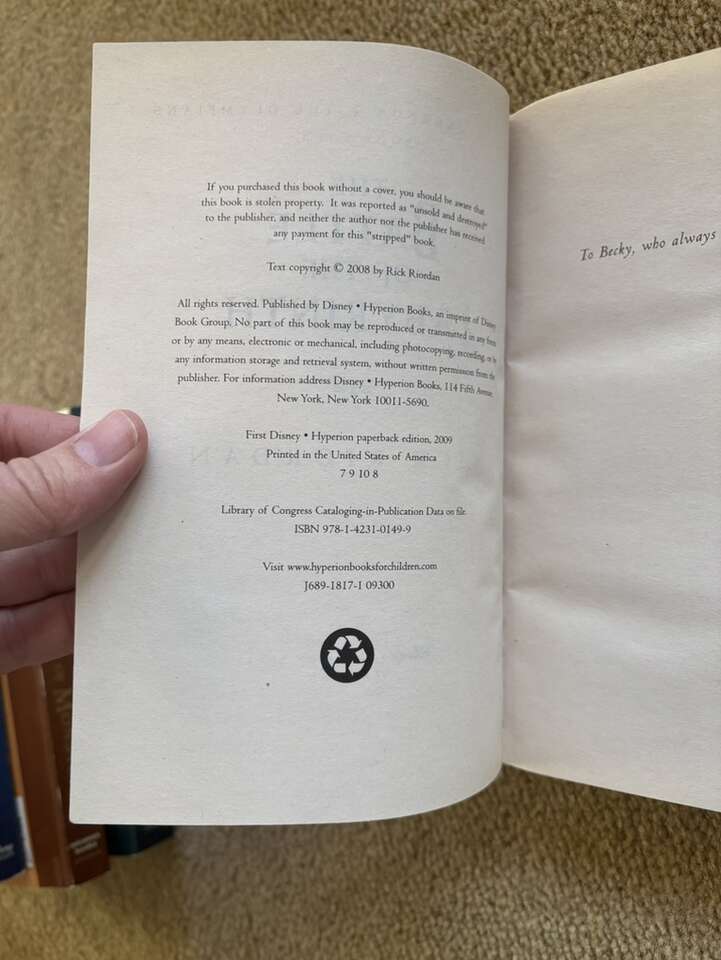 If you purchased this book without a cover, you should be aware that
this book is stolen property. It was reported as "unsold and destroyed"
to the publisher, and neither the author nor the publisher has received
any payment for this "stripped" book.
Text copyright © 2008 by Rick Riordan
All rights reserved. Published by Disney • Hyperion Books, an imprint of Disney
Book Group. No part of this book may be reproduced or transmitted in any form
or by any means, electronic or mechanical, including photocopying, recording, or by
any information storage and retrieval system, without written permission from the
publisher. For information address Disney • Hyperion Books, 114 Fifth Avenue,
New York, New York 10011-5690.
First Disney • Hyperion paperback edition, 2009
Printed in the United States of America
7 9 10 8
Library of Congress Cataloging-in-Publication Data on file.
ISBN 978-1-4231-0149-9
Visit www.hyperionbooksforchildren.com
J689-1817-1 09300
To Becky, who always